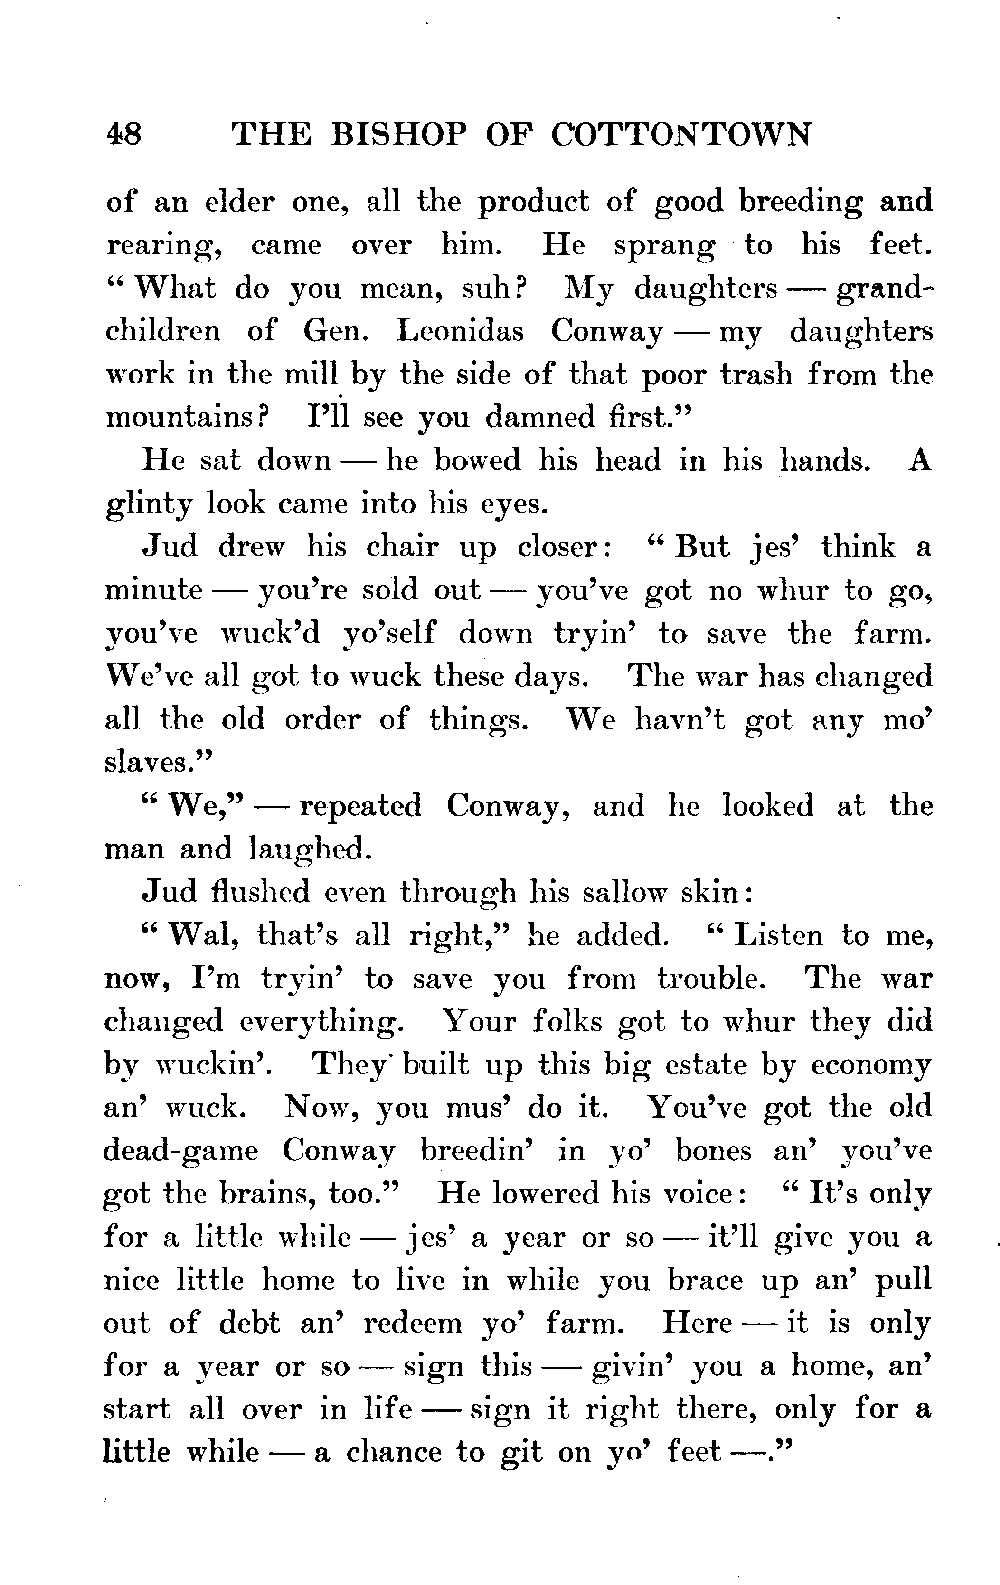 48 THE BISHOP OF COTTONTOWN
of an elder one, all the product of good breeding and
rearing, came over him. He sprang to his feet.
“ What do you mean, suh? My daughters — grand-
children of Gen. Leonidas Conway — my daughters
work in the mill by the side of that poor trash from the
mountains? I’ll see you damned first.”
He sat down — he bowed his head in his hands. A
glinty look came into his eyes.
Jud drew his chair up closer: “ But jes’ think a
minute — you’re sold out — you’ve got no whur to go,
you’ve wuck’d yo’self down tryin’ to save the farm.
We’ve all got to wuck these days. The war has changed
all the old order of things. We havn’t got any mo’
slaves.”
“ We,” — repeated Conway, and he looked at the
man and laughed.
Jud flushed even through his sallow skin:
“ Wal, that’s all right,” he added. “ Listen to me,
now, I’m tryin’ to save you from trouble. The war
changed everything. Your folks got to whur they did
by wuckin’. They built up this big estate by economy
an’ wuck. Now, you mus’ do it. You’ve got the old
dead-game Conway breedin’ in yo’ bones an’ you’ve
got the brains, too.” He lowered his voice: “ It’s only
for a little while — jes’ a year or so — it’ll give you a
nice little home to live in while you brace up an’ pull
out of debt an’ redeem yo’ farm. Here — it is only
for a year or so — sign this — givin’ you a home, an’
start all over in life — sign it right there, only for a
little while — a chance to git on yo’ feet —.”